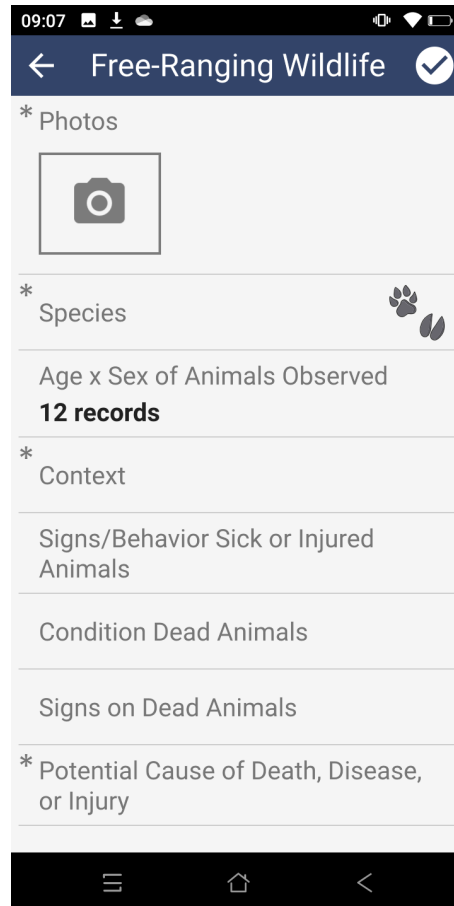 09:07
Free-Ranging Wildlife
* Photos
* Species
Age x Sex of Animals Observed
12 records
* Context
Signs/Behavior Sick or Injured
Animals
Condition Dead Animals
Signs on Dead Animals
* Potential Cause of Death, Disease,
or Injury